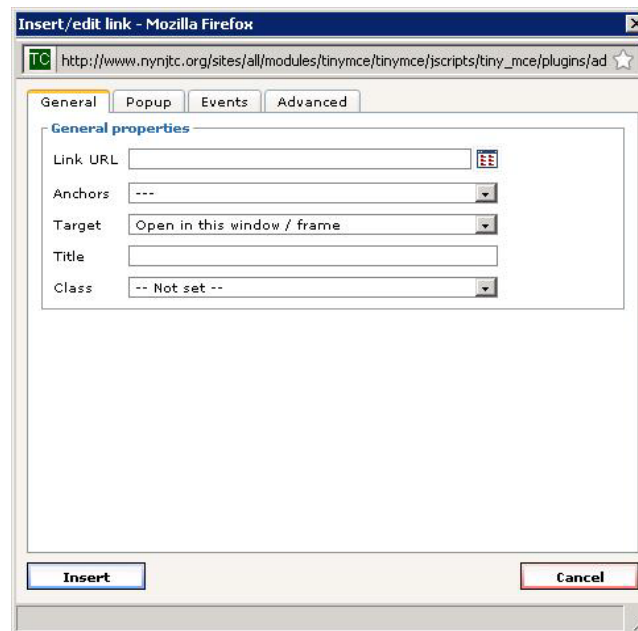 Insert/edit link - Mozilla Firefox
TC http://www.nynjtc.org/sites/all/modules/tinymce/tinymce/jscripts/tiny_mce/plugins/ad
General Popup Events Advanced
General properties
Link URL
Anchors ---
Target Open in this window / frame
Title
Class -- Not set --
Insert Cancel